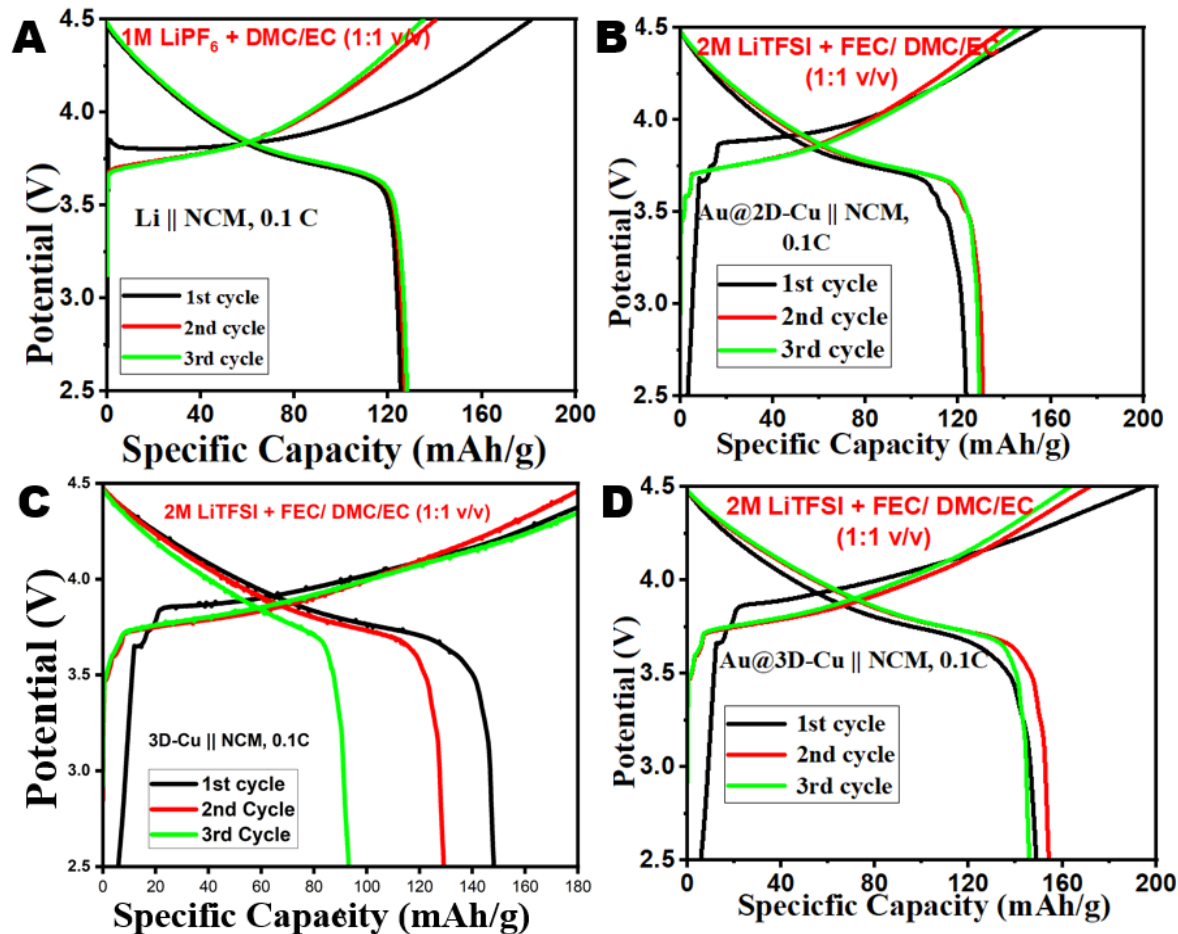 A
4.5
4.0
3.5
3.0
2.5
Potential (V)
1M LiPF₆ + DMC/EC (1:1 v/v)
Li || NCM, 0.1 C
1st cycle
2nd cycle
3rd cycle
0 40 80 120 160 200
Specific Capacity (mAh/g)
B
4.5
4.0
3.5
3.0
2.5
Potential (V)
2M LiTFSI + FEC/ DMC/EC
(1:1 v/v)
Au@2D-Cu || NCM,
0.1C
1st cycle
2nd cycle
3rd cycle
0 40 80 120 160 200
Specific Capacity (mAh/g)
C
4.5
4.0
3.5
3.0
2.5
Potential (V)
2M LiTFSI + FEC/ DMC/EC (1:1 v/v)
3D-Cu || NCM, 0.1C
1st cycle
2nd Cycle
3rd Cycle
0 20 40 60 80 100 120 140 160 180
Specific Capacity (mAh/g)
D
4.5
4.0
3.5
3.0
2.5
Potential (V)
2M LiTFSI + FEC/ DMC/EC
(1:1 v/v)
Au@3D-Cu || NCM, 0.1C
1st cycle
2nd cycle
3rd cycle
0 40 80 120 160 200
Specicfic Capacity (mAh/g)